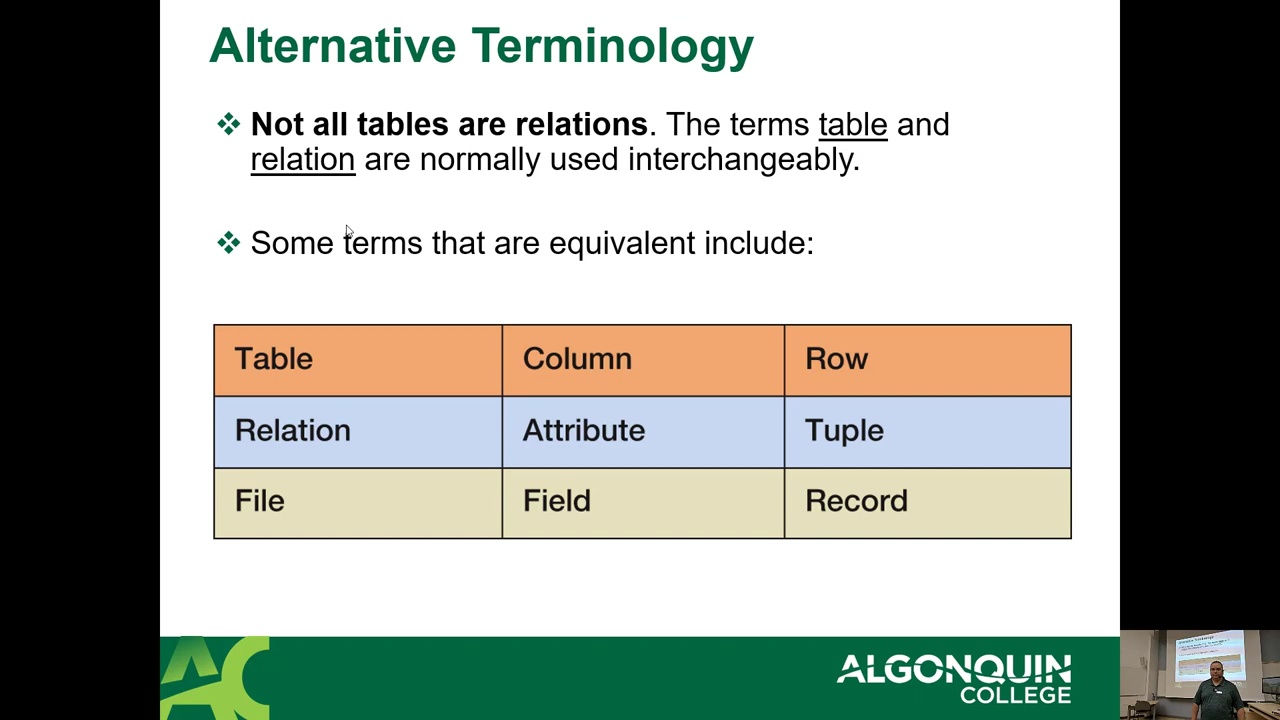 Alternative Terminology
Not all tables are relations. The terms table and
relation are normally used interchangeably.
Some terms that are equivalent include:
Table Column Row
Relation Attribute Tuple
File Field Record
AC
ALGONQUIN
COLLEGE